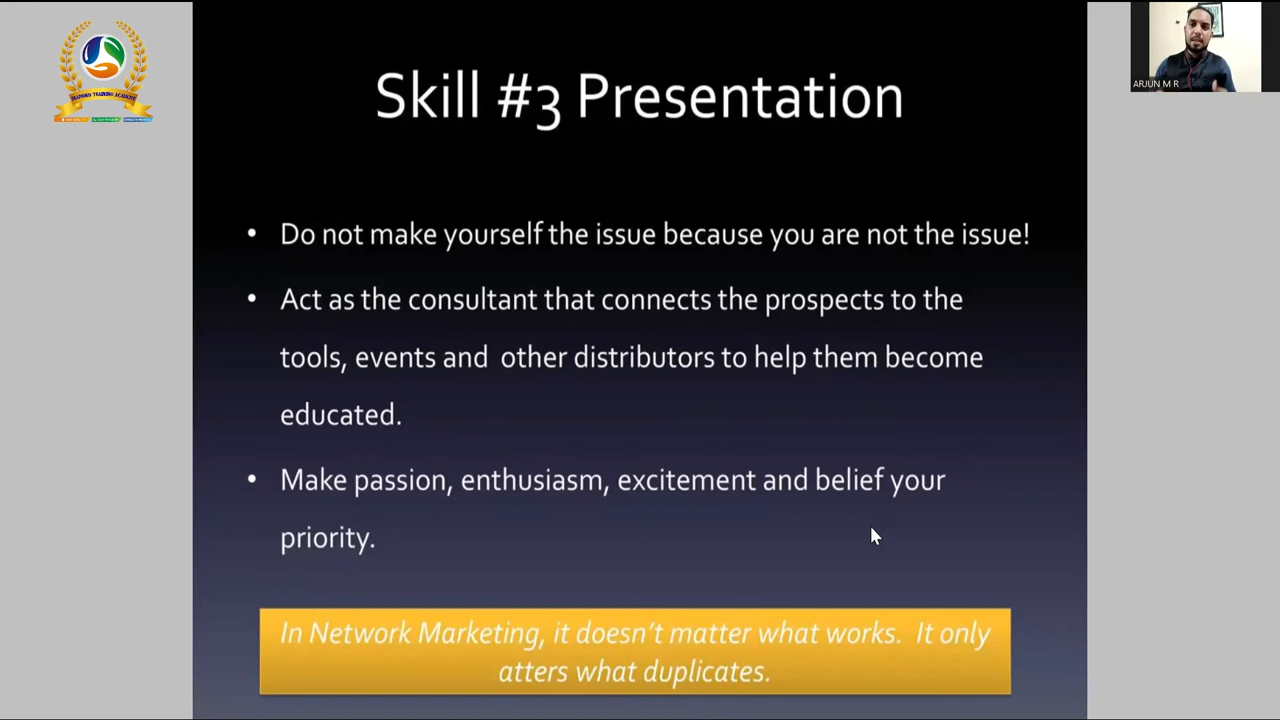 Skill #3 Presentation
ARJUN M R
• Do not make yourself the issue because you are not the issue!
• Act as the consultant that connects the prospects to the
tools, events and other distributors to help them become
educated.
• Make passion, enthusiasm, excitement and belief your
priority.
In Network Marketing, it doesn't matter what works. It only
atters what duplicates.